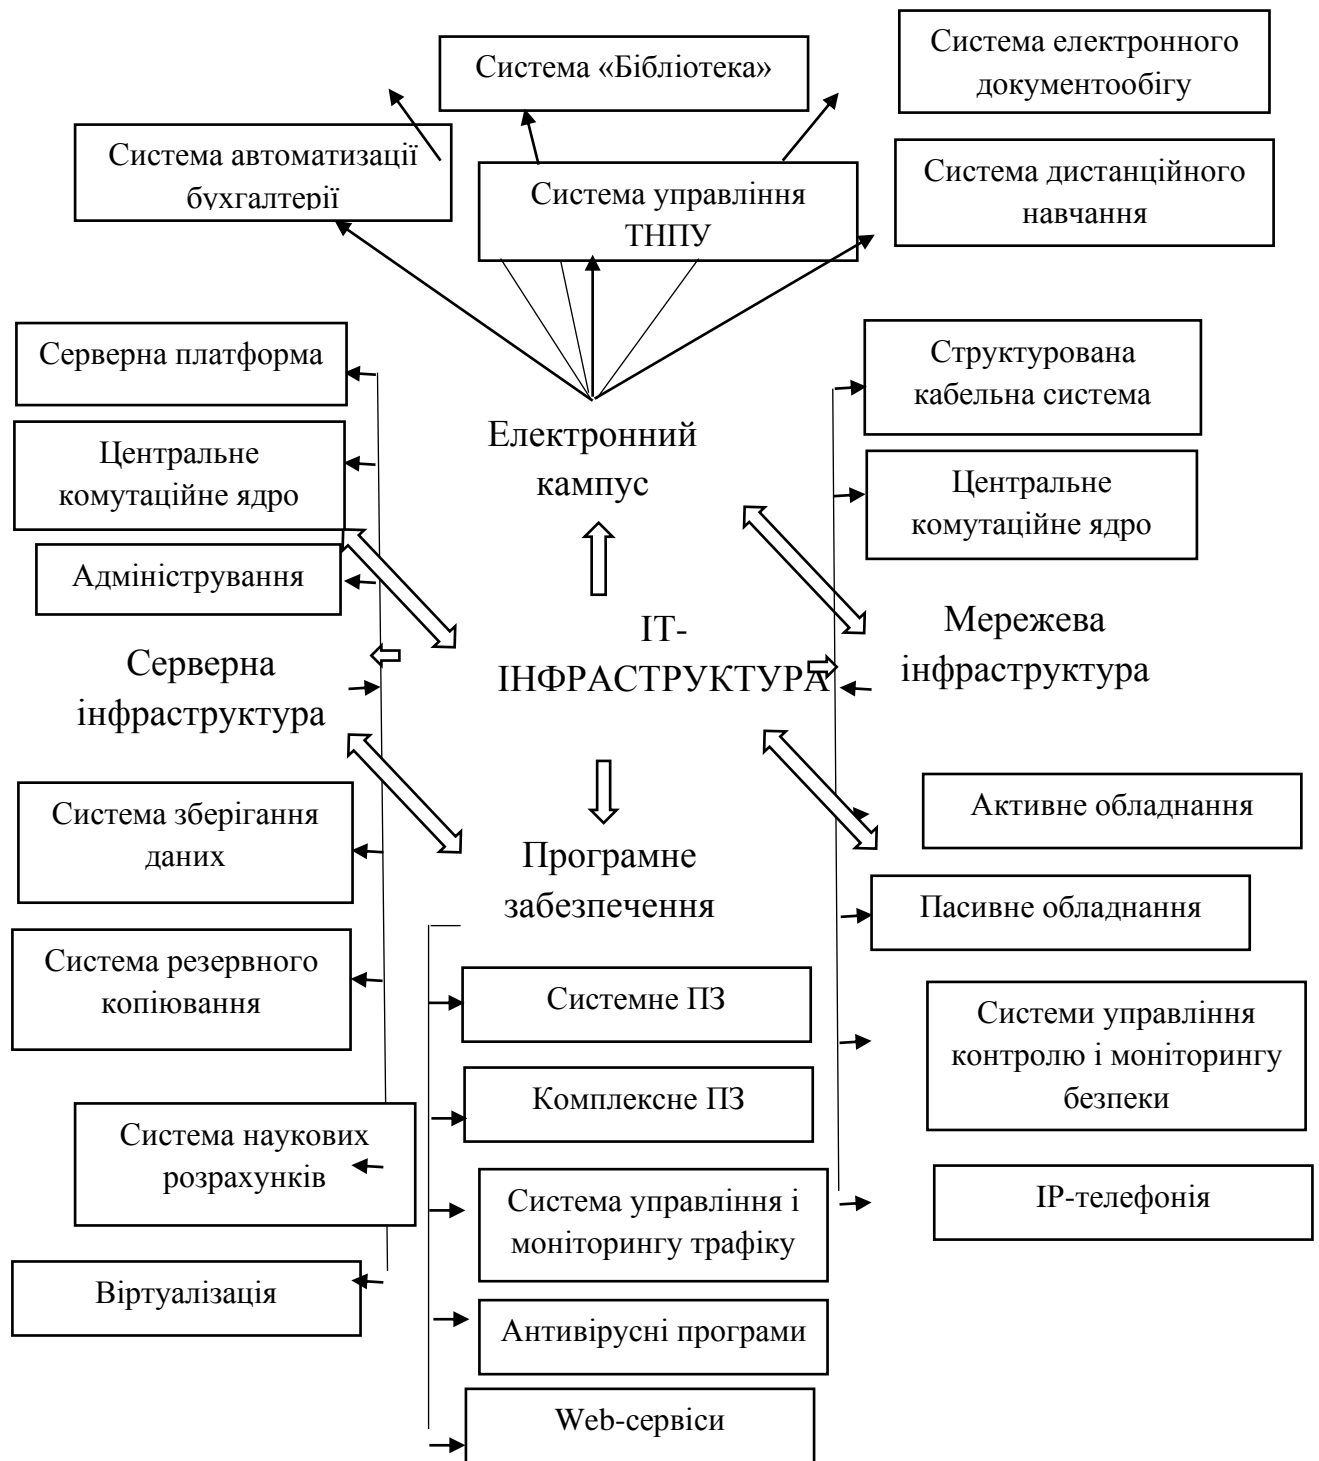 Система «Бібліотека»
Система електронного
документообігу
Система автоматизації
бухгалтерії
Система управління
ТНПУ
Система дистанційного
навчання
Серверна платформа
Центральне
комутаційне ядро
Адміністрування
Серверна
інфраструктура
Електронний
кампус
ІТ-
ІНФРАСТРУКТУРА
Структурована
кабельна система
Центральне
комутаційне ядро
Мережева
інфраструктура
Система зберігання
даних
Система резервного
копіювання
Система наукових
розрахунків
Віртуалізація
Програмне
забезпечення
Системне ПЗ
Комплексне ПЗ
Система управління і
моніторингу трафіку
Антивірусні програми
Web-сервіси
Активне обладнання
Пасивне обладнання
Системи управління
контролю і моніторингу
безпеки
ІР-телефонія